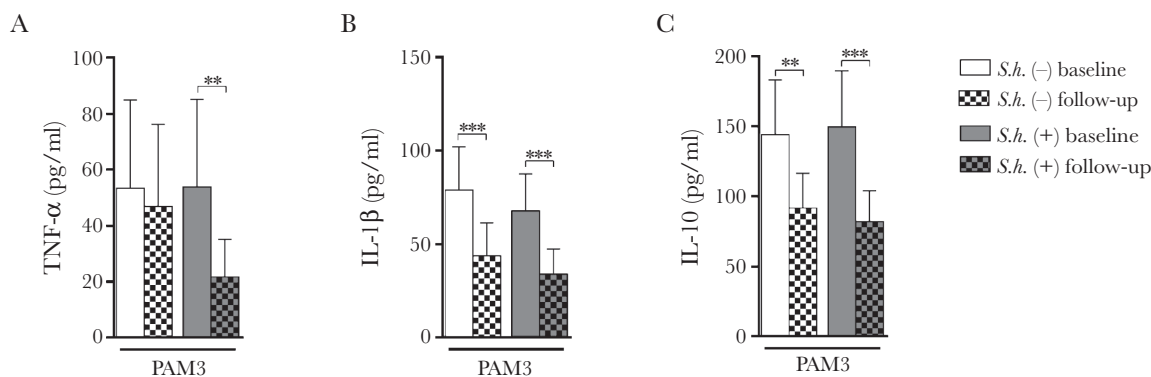 A
TNF-α (pg/ml)
100
80
60
40
20
0
**
PAM3
B
IL-1β (pg/ml)
150
100
50
0
***
***
PAM3
C
IL-10 (pg/ml)
200
150
100
50
0
**
***
PAM3
S.h. (–) baseline
S.h. (–) follow-up
S.h. (+) baseline
S.h. (+) follow-up